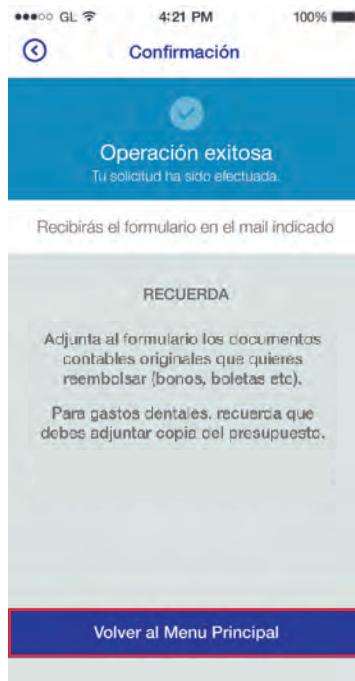 GL 4:21 PM 100%
Confirmación
Operación exitosa
Tu solicitud ha sido efectuada.
Recibirás el formulario en el mail indicado
RECUERDA
Adjunta al formulario los documentos
contables originales que quieres
reembolsar (bonos, boletas etc).
Para gastos dentales, recuerda que
debes adjuntar copia del presupuesto.
Volver al Menu Principal